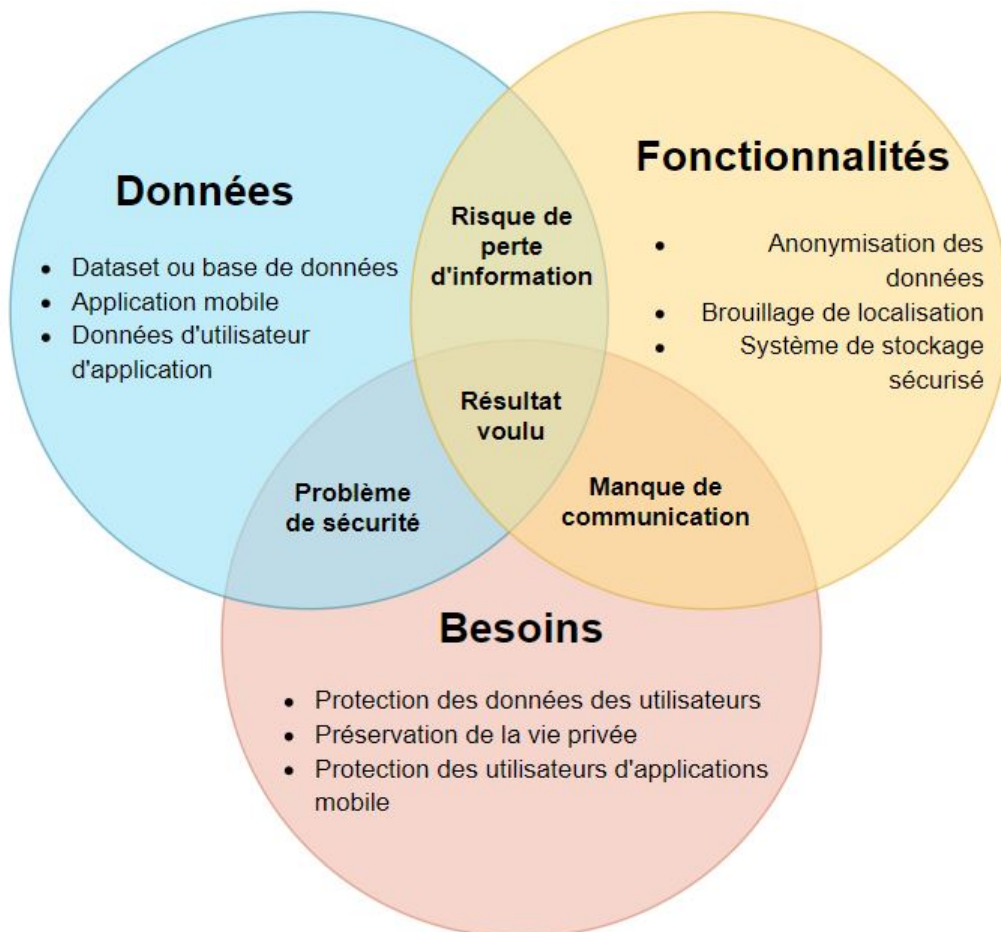 Données
• Dataset ou base de données
• Application mobile
• Données d'utilisateur
d'application
Risque de
perte
d'information
Fonctionnalités
• Anonymisation des
données
• Brouillage de localisation
• Système de stockage
sécurisé
Résultat
voulu
Problème
de sécurité
Manque de
communication
Besoins
• Protection des données des utilisateurs
• Préservation de la vie privée
• Protection des utilisateurs d'applications
mobile